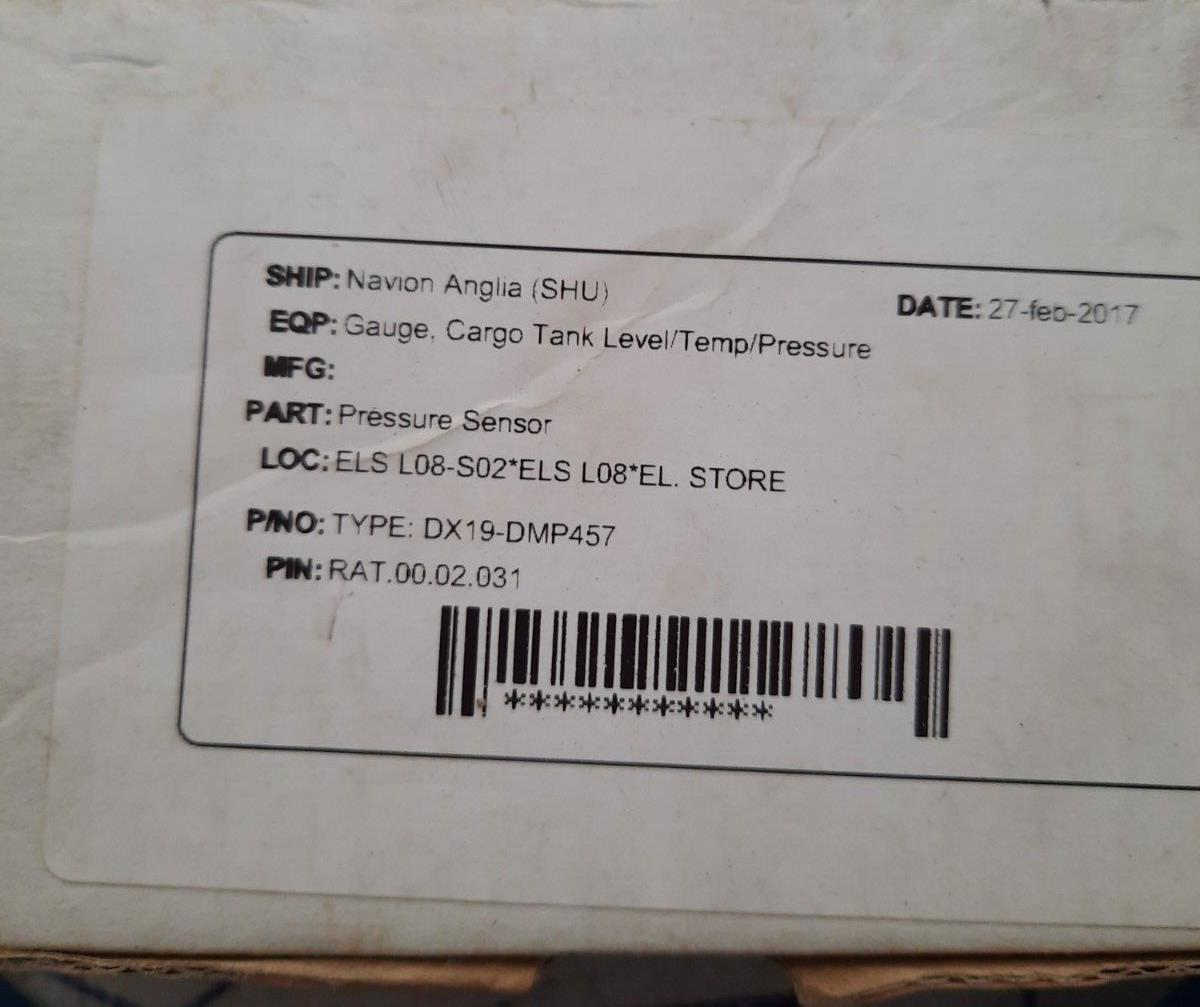 SHIP: Navion Anglia (SHU)
DATE: 27-feb-2017
EQP: Gauge, Cargo Tank Level/Temp/Pressure
MFG:
PART: Pressure Sensor
LOC: ELS L08-S02*ELS L08*EL. STORE
P/NO: TYPE: DX19-DMP457
PIN: RAT.00.02.031
***********